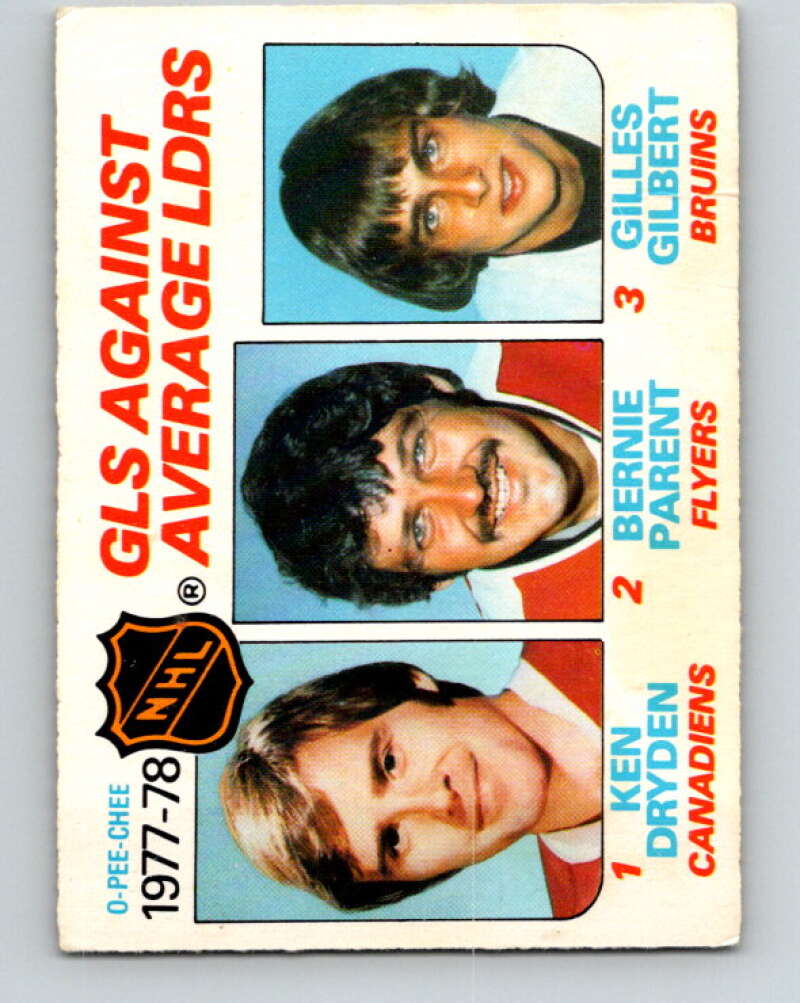 O-PEE-CHEE
1977-78
NHL
®
GLS AGAINST
AVERAGE LDRS
1 KEN
DRYDEN
CANADIENS
2 BERNIE
PARENT
FLYERS
3 GILLES
GILBERT
BRUINS